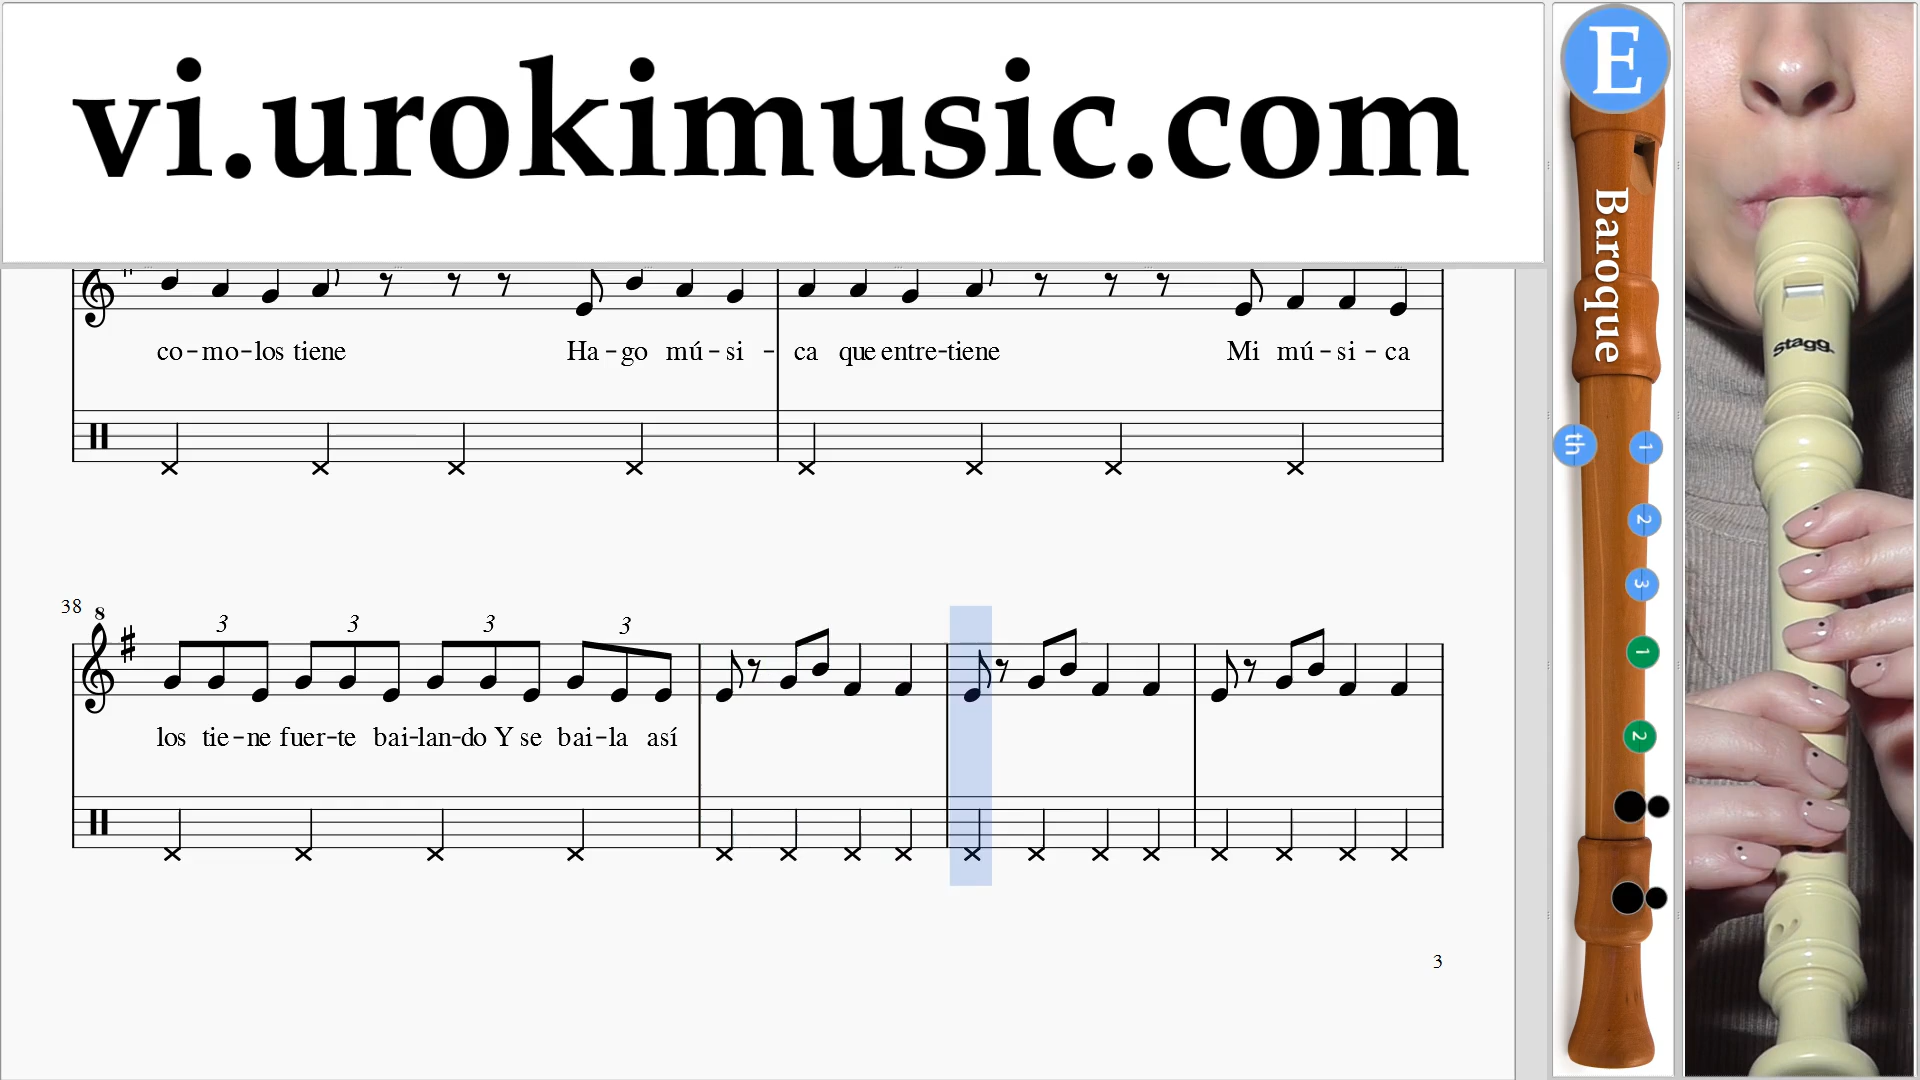 vi.urokimusic.com
E
Baroque
Stagg
co-mo-los tiene Ha-go mú-si- ca que entre-tiene Mi mú-si-ca
th 1
2
3
1
2
38 8
3 3 3 3
los tie-ne fuer-te bai-lan-do Y se bai-la así
3